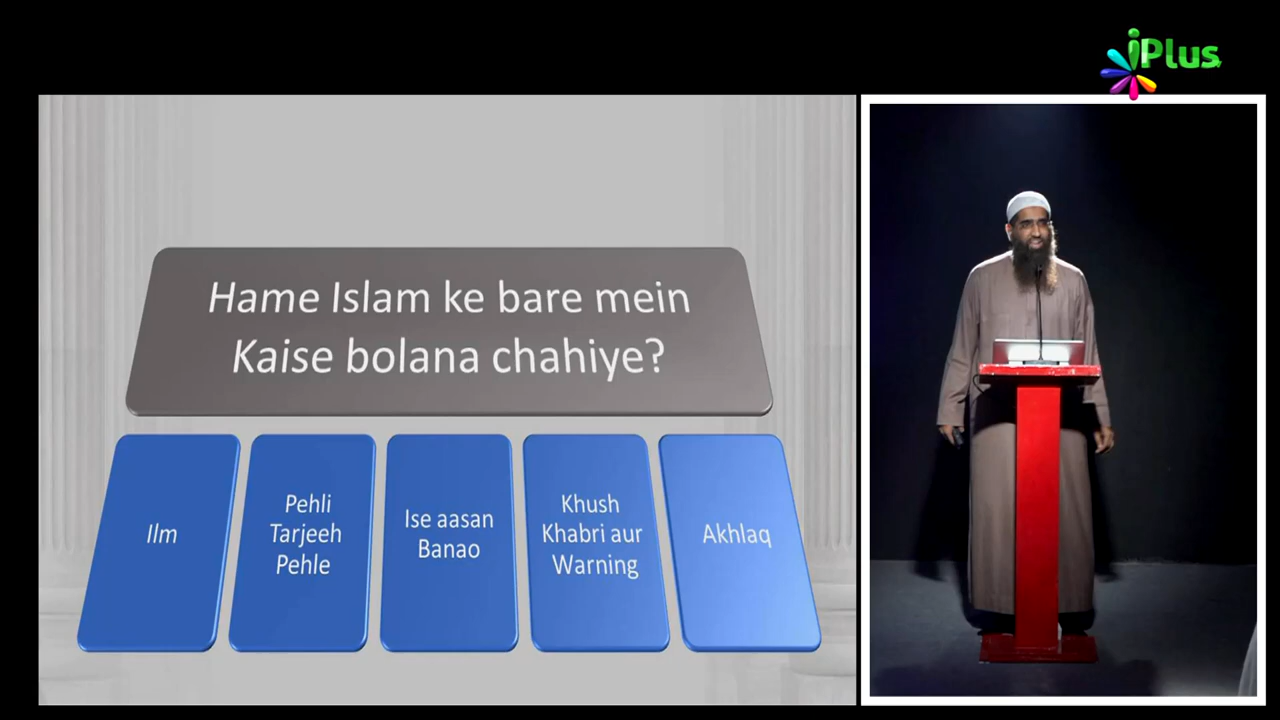 iPlus
Hame Islam ke bare mein
Kaise bolana chahiye?
Ilm
Pehli
Tarjeeh
Pehle
Ise aasan
Banao
Khush
Khabri aur
Warning
Akhlaq